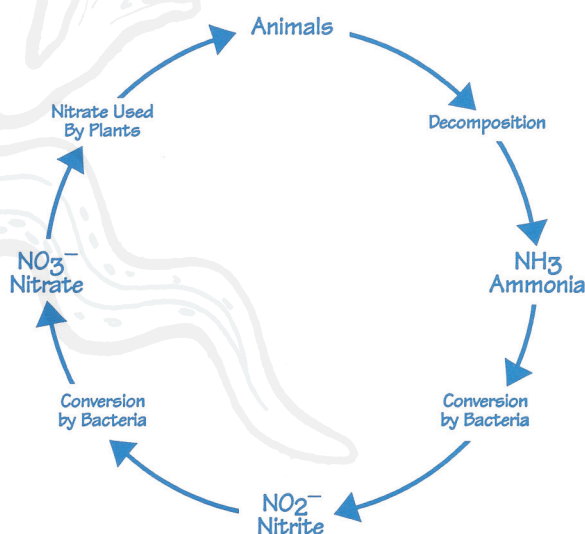 Animals
Decomposition
NH3
Ammonia
Conversion
by Bacteria
NO2–
Nitrite
Conversion
by Bacteria
NO3–
Nitrate
Nitrate Used
By Plants